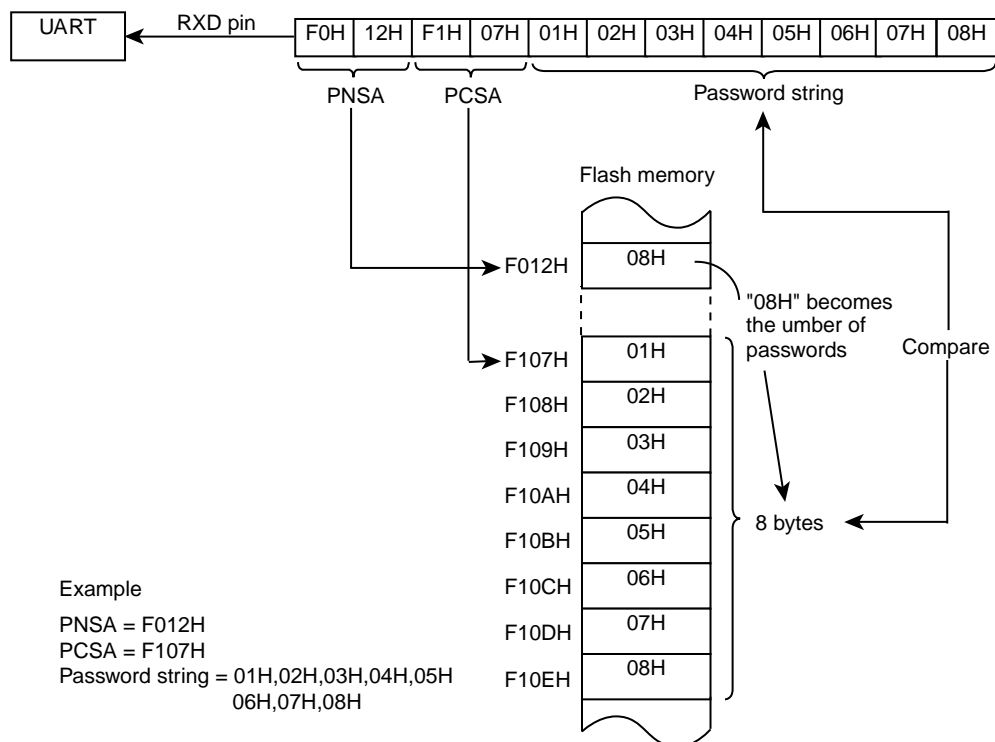 UART
RXD pin
F0H 12H F1H 07H 01H 02H 03H 04H 05H 06H 07H 08H
PNSA
PCSA
Password string
Flash memory
F012H 08H
"08H" becomes
the umber of
passwords
Compare
F107H 01H
F108H 02H
F109H 03H
F10AH 04H
F10BH 05H
8 bytes
F10CH 06H
F10DH 07H
F10EH 08H
Example
PNSA = F012H
PCSA = F107H
Password string = 01H,02H,03H,04H,05H
06H,07H,08H